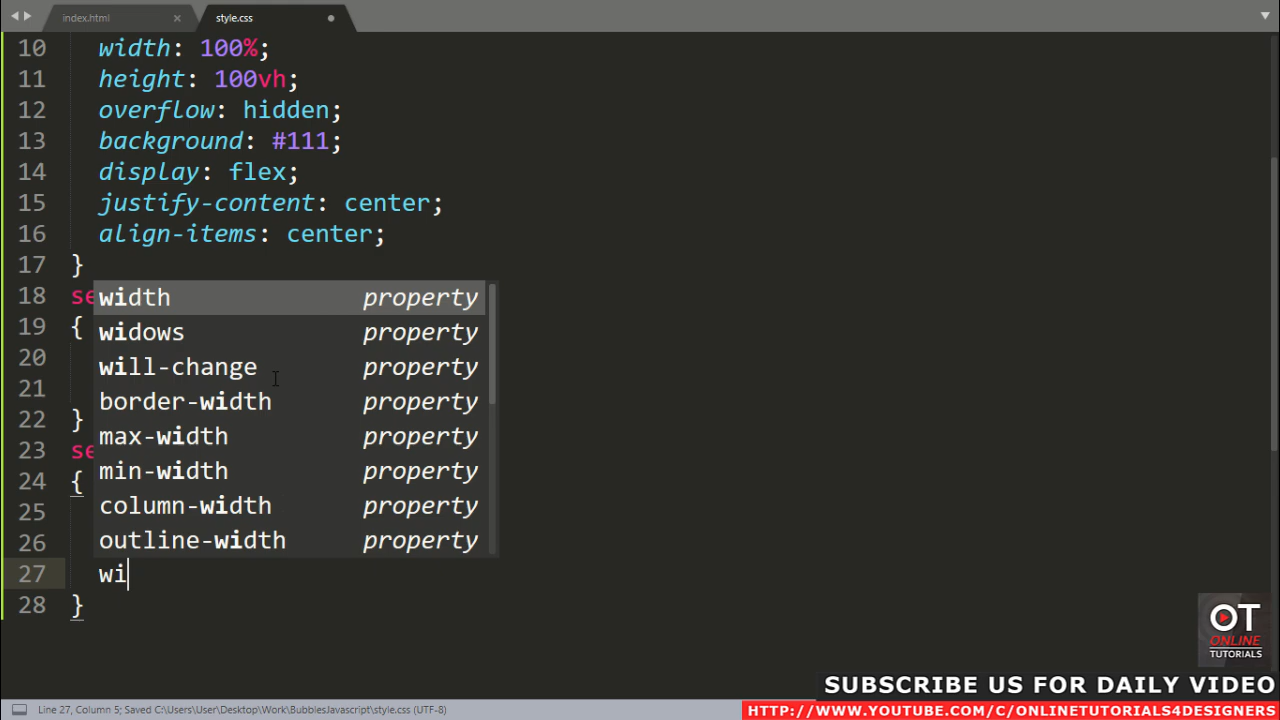 index.html × style.css
10 width: 100%;
11 height: 100vh;
12 overflow: hidden;
13 background: #111;
14 display: flex;
15 justify-content: center;
16 align-items: center;
17 }
18 se
width property
19 {
widows property
20
will-change property
21
border-width property
22 }
max-width property
23 se
min-width property
24 {
column-width property
25
outline-width property
26
27 wi
28 }
OT
ONLINE
TUTORIALS
SUBSCRIBE US FOR DAILY VIDEO
Line 27, Column 5; Saved C:\Users\User\Desktop\Work\BubblesJavascript\style.css (UTF-8)
HTTP://WWW.YOUTUBE.COM/C/ONLINETUTORIALS4DESIGNERS